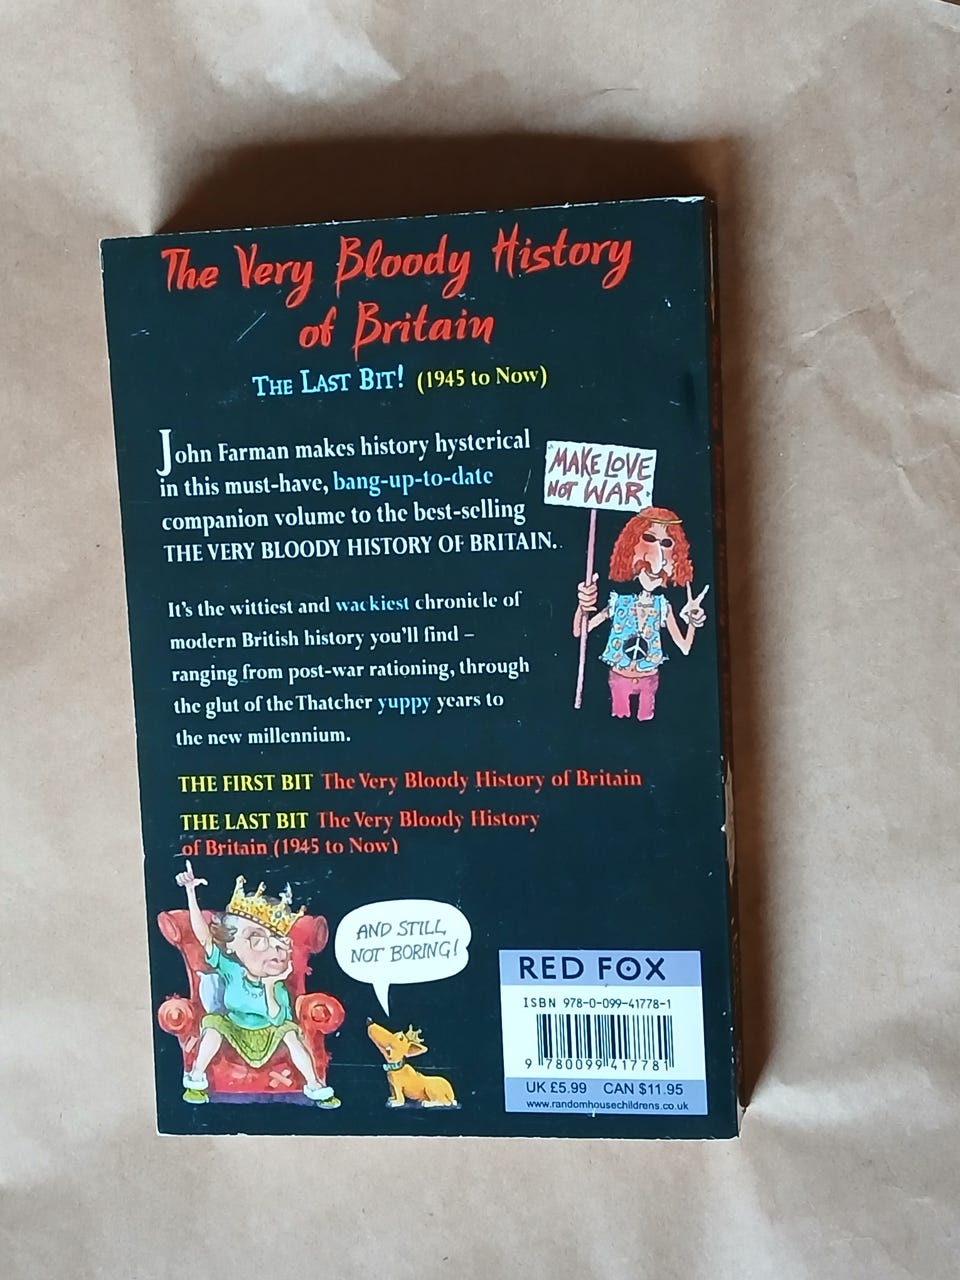 The Very Bloody History
of Britain
THE LAST BIT! (1945 to Now)
John Farman makes history hysterical
in this must-have, bang-up-to-date
companion volume to the best-selling
THE VERY BLOODY HISTORY OF BRITAIN.
MAKE LOVE
NOT WAR.
It's the wittiest and wackiest chronicle of
modern British history you'll find –
ranging from post-war rationing, through
the glut of the Thatcher yuppy years to
the new millennium.
THE FIRST BIT The Very Bloody History of Britain
THE LAST BIT The Very Bloody History
of Britain (1945 to Now)
AND STILL
NOT BORING!
RED FOX
ISBN 978-0-099-41778-1
9 780099 417781
UK £5.99 CAN $11.95
www.randomhousechildrens.co.uk